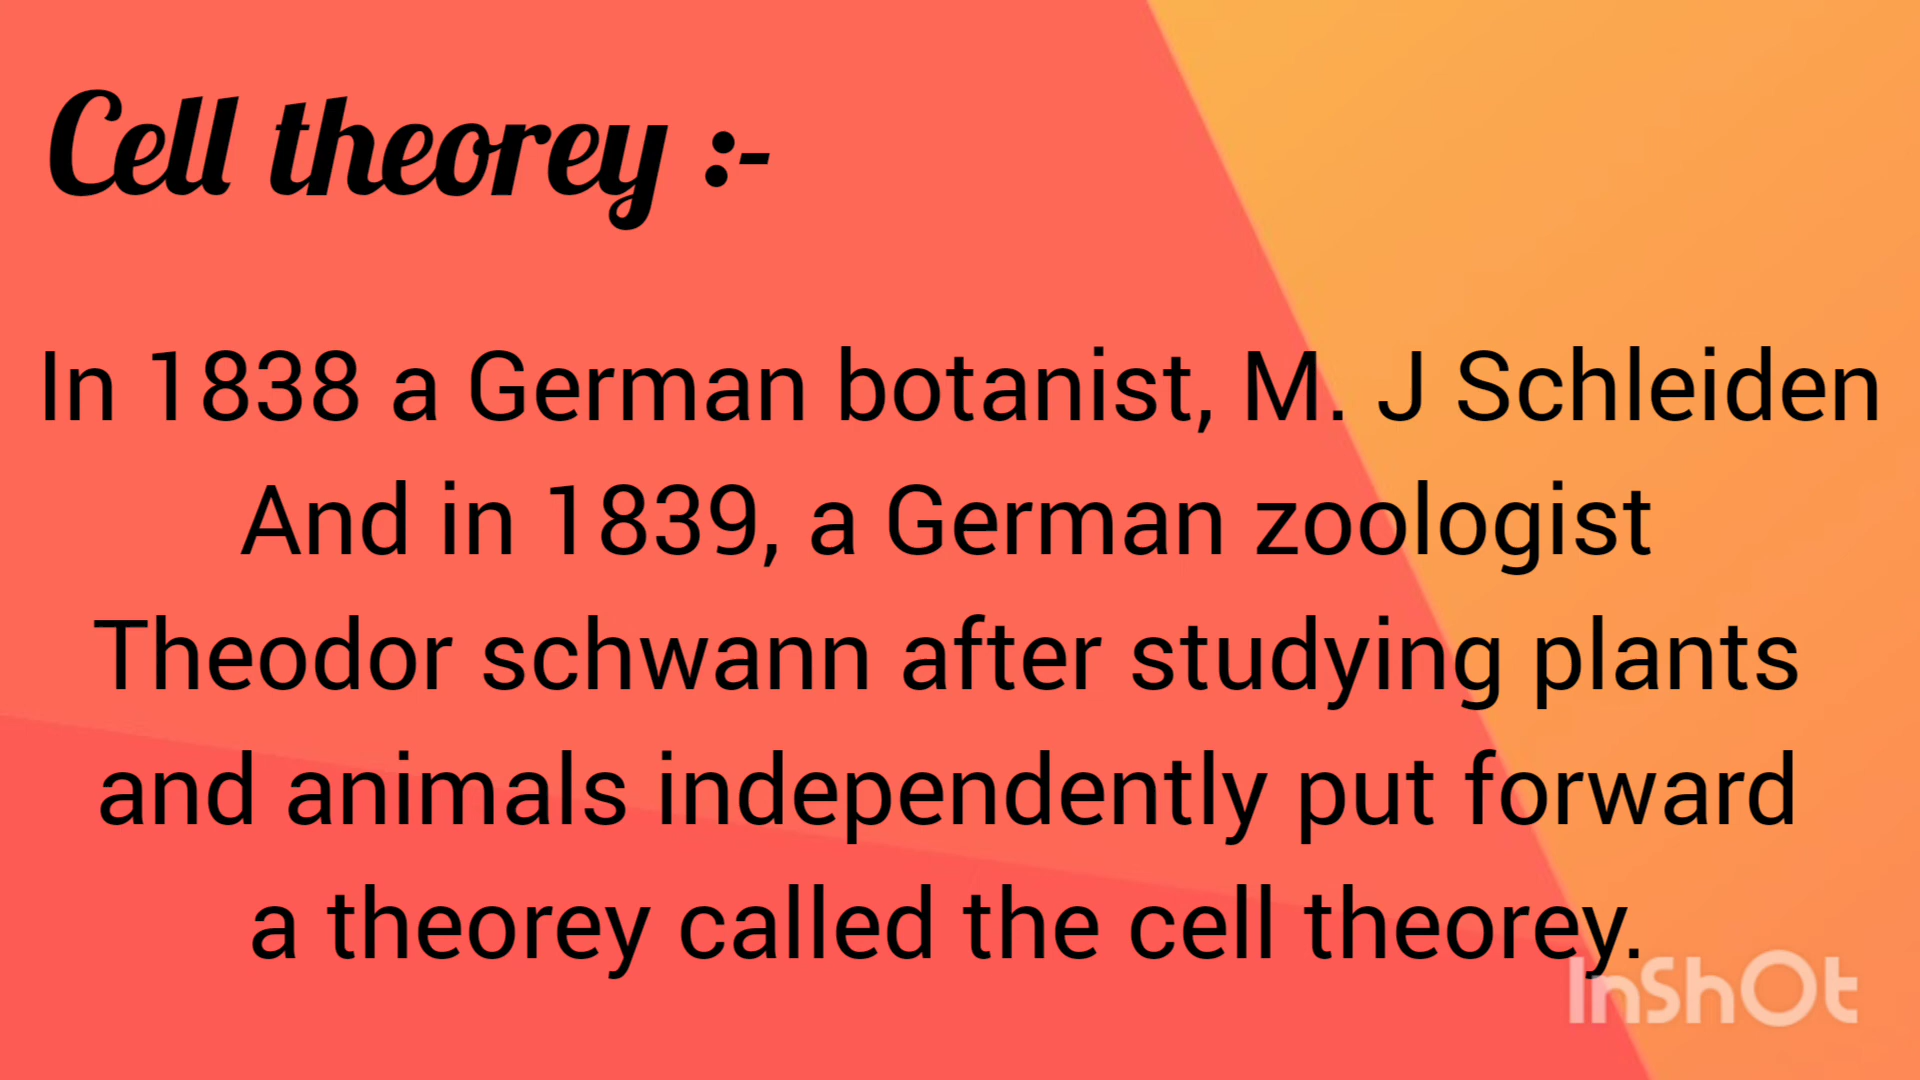 Cell theorey :-
In 1838 a German botanist, M. J Schleiden
And in 1839, a German zoologist
Theodor schwann after studying plants
and animals independently put forward
a theorey called the cell theorey.
InShOt